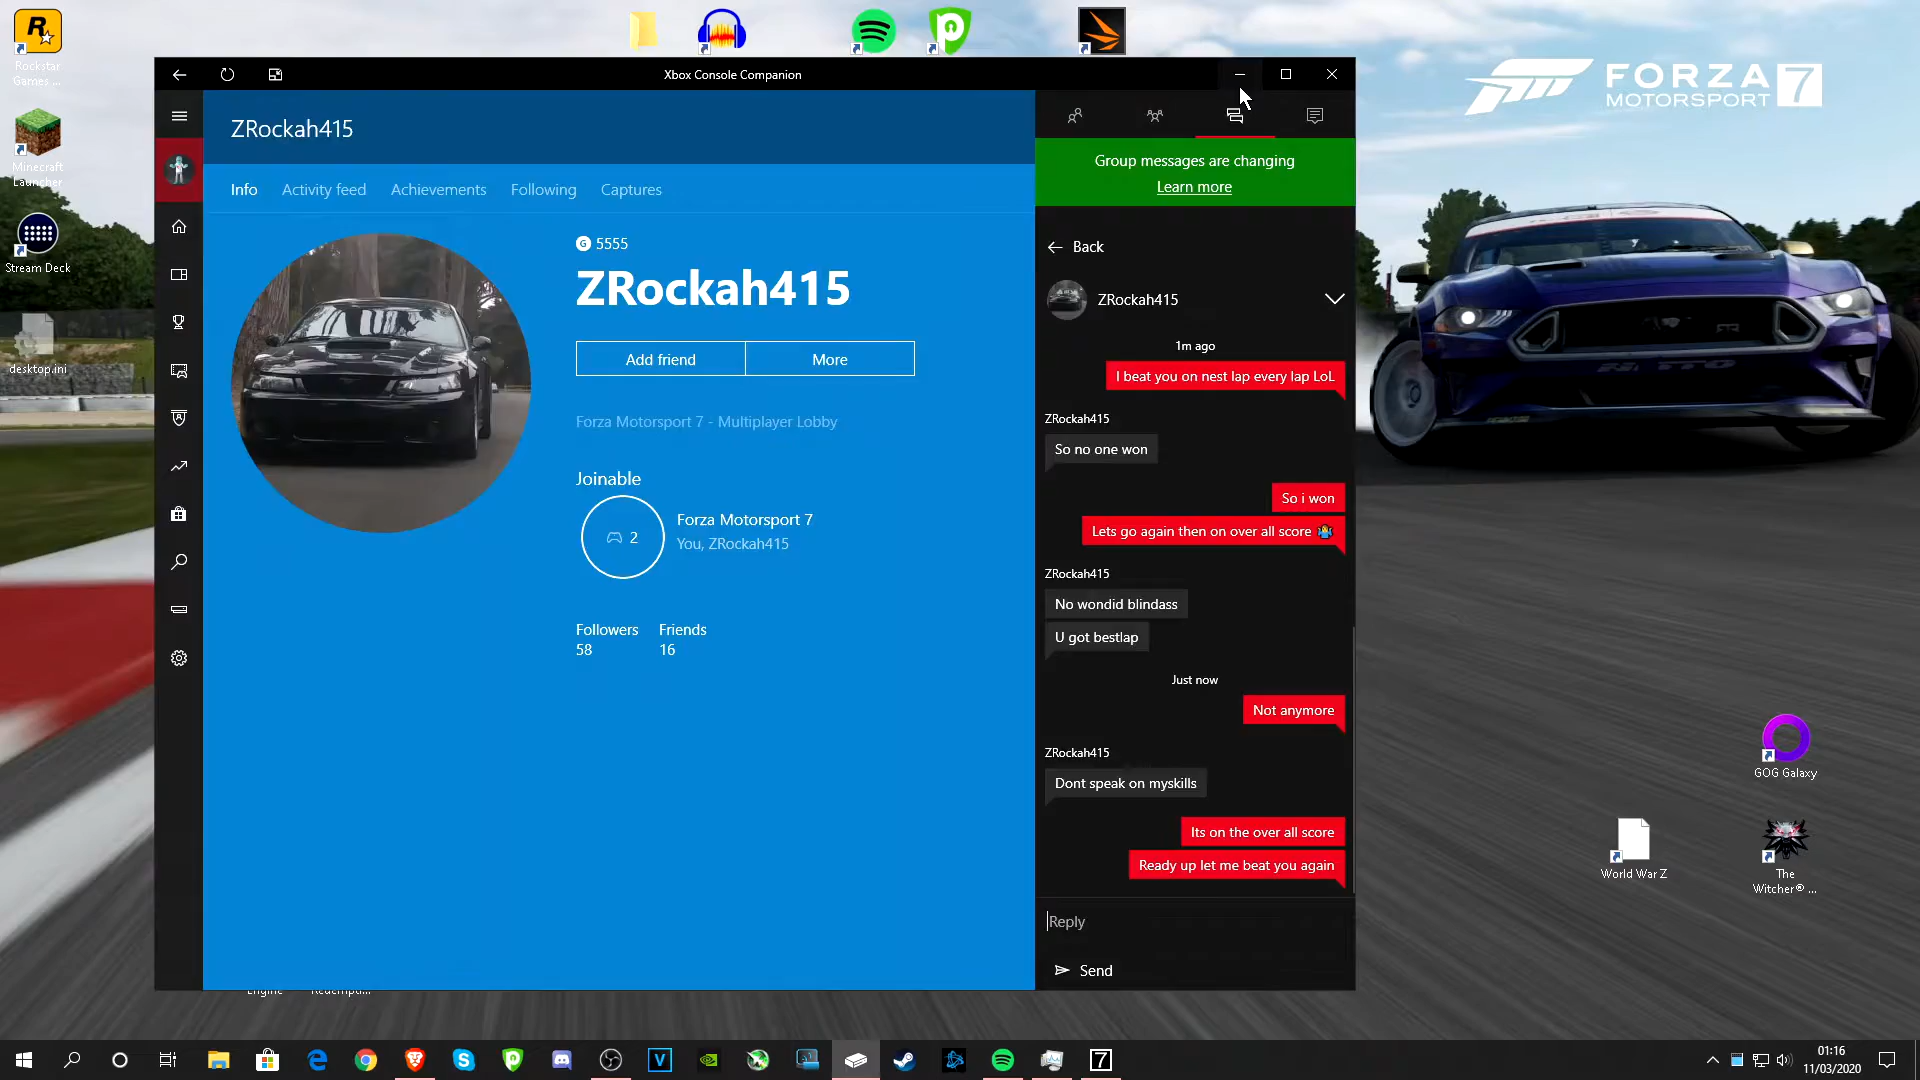 Rockstar
Games ...
Minecraft
Launcher
Stream Deck
desktop.ini
Xbox Console Companion
FORZA
MOTORSPORT 7
ZRockah415
Info Activity feed Achievements Following Captures
G 5555
ZRockah415
Add friend More
Forza Motorsport 7 - Multiplayer Lobby
Joinable
2
Forza Motorsport 7
You, ZRockah415
Followers Friends
58 16
Group messages are changing
Learn more
Back
ZRockah415
1m ago
I beat you on nest lap every lap LoL
ZRockah415
So no one won
So i won
Lets go again then on over all score 🤷
ZRockah415
No wondid blindass
U got bestlap
Just now
Not anymore
ZRockah415
Dont speak on myskills
Its on the over all score
Ready up let me beat you again
Reply
Send
NITTO
GOG Galaxy
World War Z
The
Witcher® ...
Engine Redempti...
V
7
01:16
11/03/2020